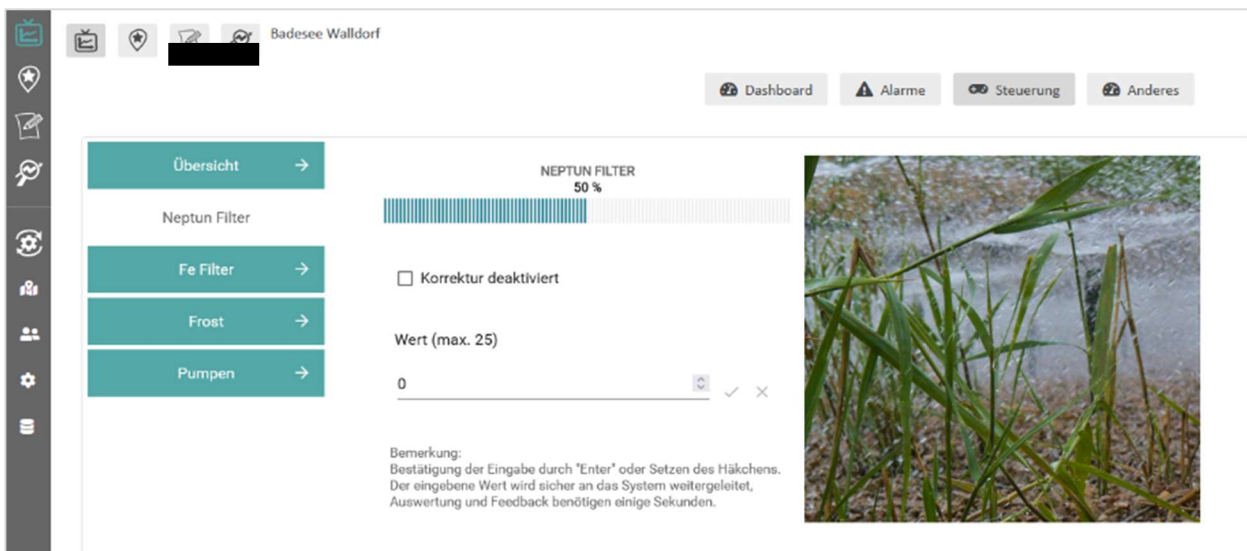 Badesee Walldorf
Dashboard
Alarme
Steuerung
Anderes
Übersicht
Neptun Filter
Fe Filter
Frost
Pumpen
NEPTUN FILTER
50 %
Korrektur deaktiviert
Wert (max. 25)
0
Bemerkung:
Bestätigung der Eingabe durch "Enter" oder Setzen des Häkchens.
Der eingebene Wert wird sicher an das System weitergeleitet,
Auswertung und Feedback benötigen einige Sekunden.